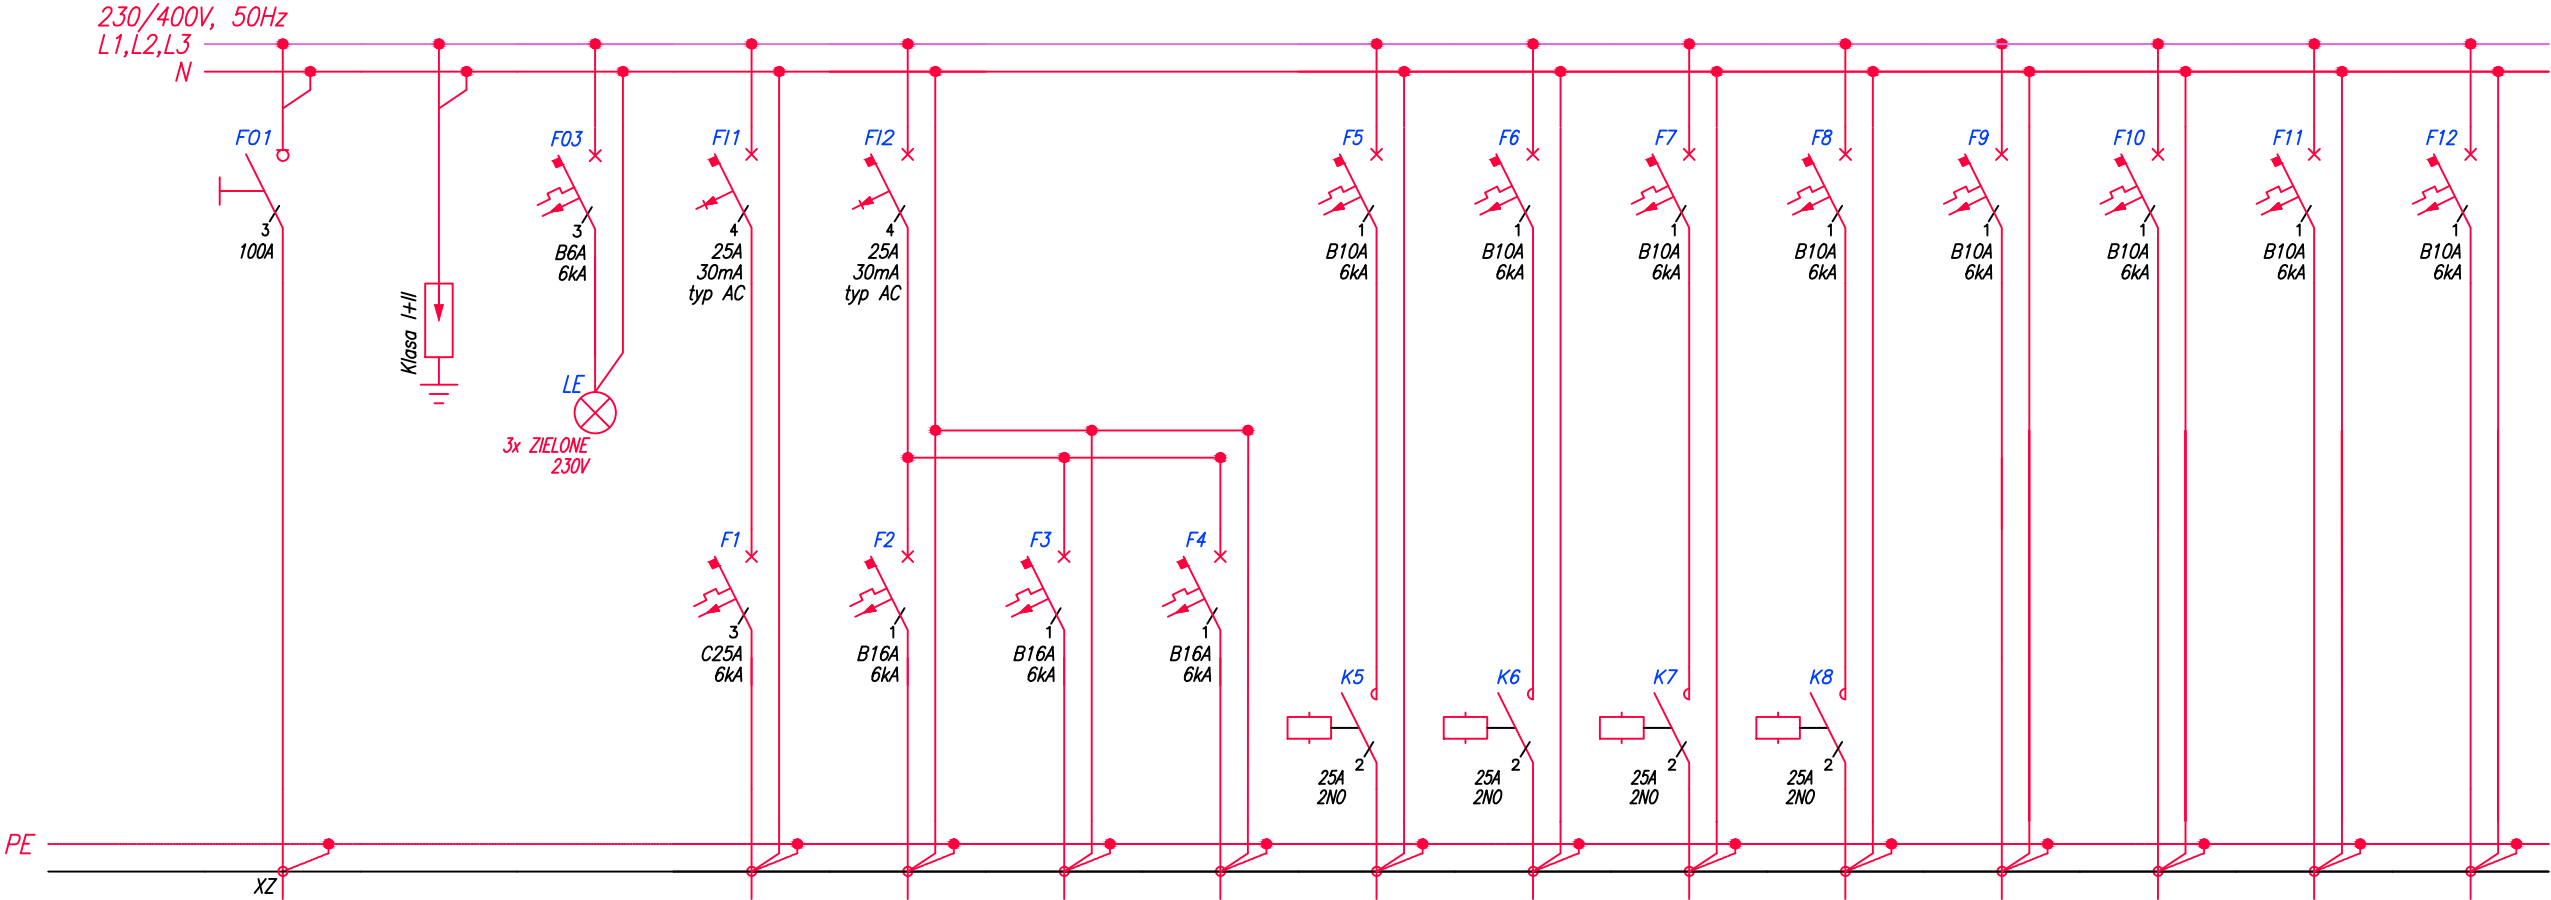 230/400V, 50Hz
L1,L2,L3
N
FO1
3
100A
Klasa I+II
F03
3
B6A
6kA
LE
3x ZIELONE
230V
FI1
4
25A
30mA
typ AC
FI2
4
25A
30mA
typ AC
F5
1
B10A
6kA
F6
1
B10A
6kA
F7
1
B10A
6kA
F8
1
B10A
6kA
F9
1
B10A
6kA
F10
1
B10A
6kA
F11
1
B10A
6kA
F12
1
B10A
6kA
F1
3
C25A
6kA
F2
1
B16A
6kA
F3
1
B16A
6kA
F4
1
B16A
6kA
K5
2
25A
2NO
K6
2
25A
2NO
K7
2
25A
2NO
K8
2
25A
2NO
PE
XZ